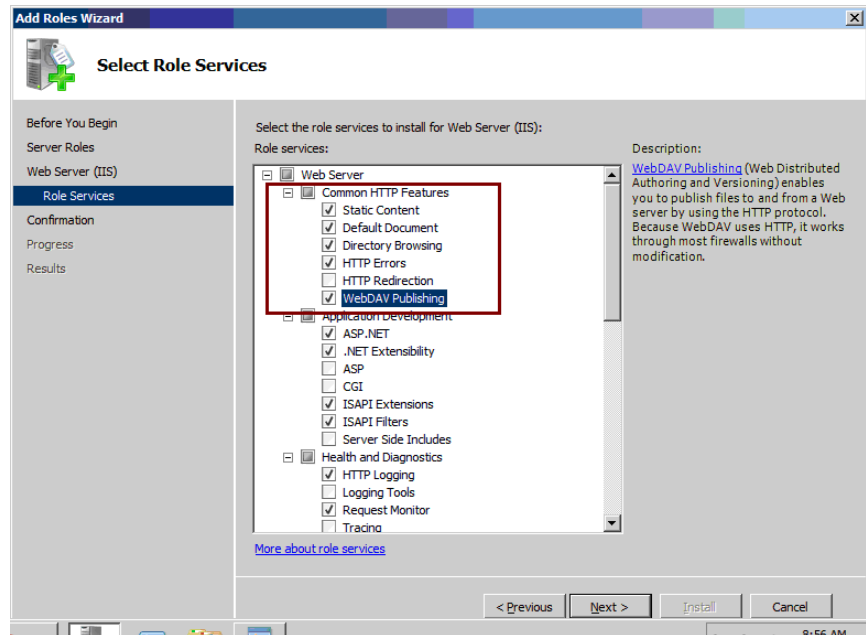 Add Roles Wizard
Select Role Services
Before You Begin
Server Roles
Web Server (IIS)
Role Services
Confirmation
Progress
Results
Select the role services to install for Web Server (IIS):
Role services:
Web Server
Common HTTP Features
Static Content
Default Document
Directory Browsing
HTTP Errors
HTTP Redirection
WebDAV Publishing
Application Development
ASP.NET
.NET Extensibility
ASP
CGI
ISAPI Extensions
ISAPI Filters
Server Side Includes
Health and Diagnostics
HTTP Logging
Logging Tools
Request Monitor
Tracing
More about role services
Description:
WebDAV Publishing (Web Distributed
Authoring and Versioning) enables
you to publish files to and from a Web
server by using the HTTP protocol.
Because WebDAV uses HTTP, it works
through most firewalls without
modification.
< Previous
Next >
Install
Cancel
8:56 AM